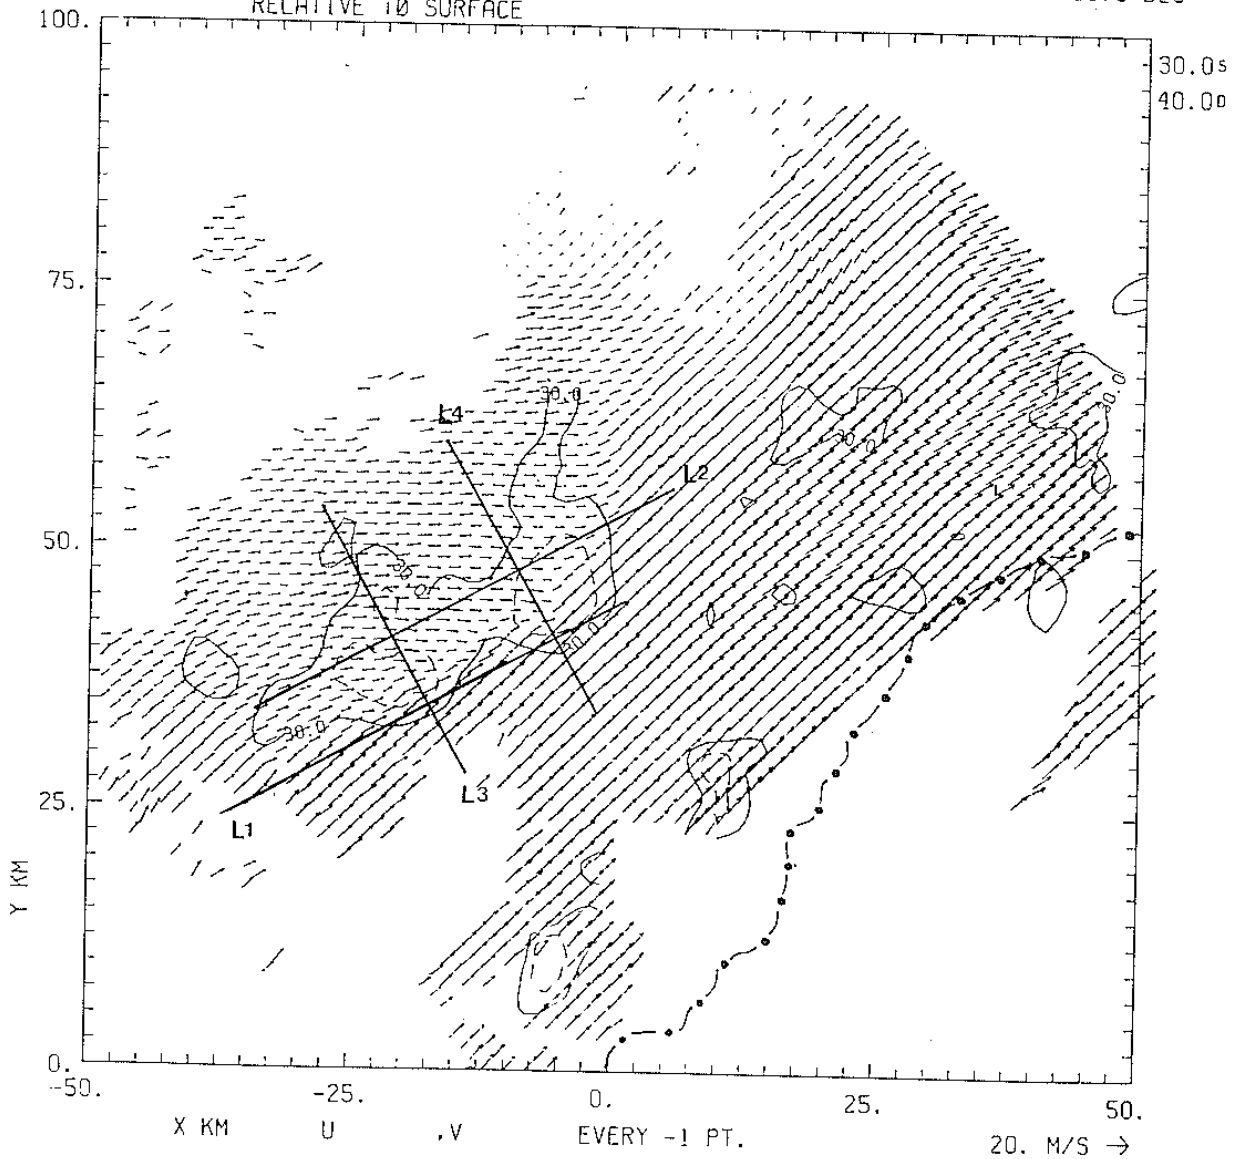 RELATIVE TO SURFACE
100.
30.0S
40.0D
75.
30.0
L4
30.0
30.0
L2
50.
30.0
30.0
30.0
L3
25.
L1
Y KM
0.
-50.
-25.
0.
25.
50.
X KM U ,V EVERY -1 PT. 20. M/S →